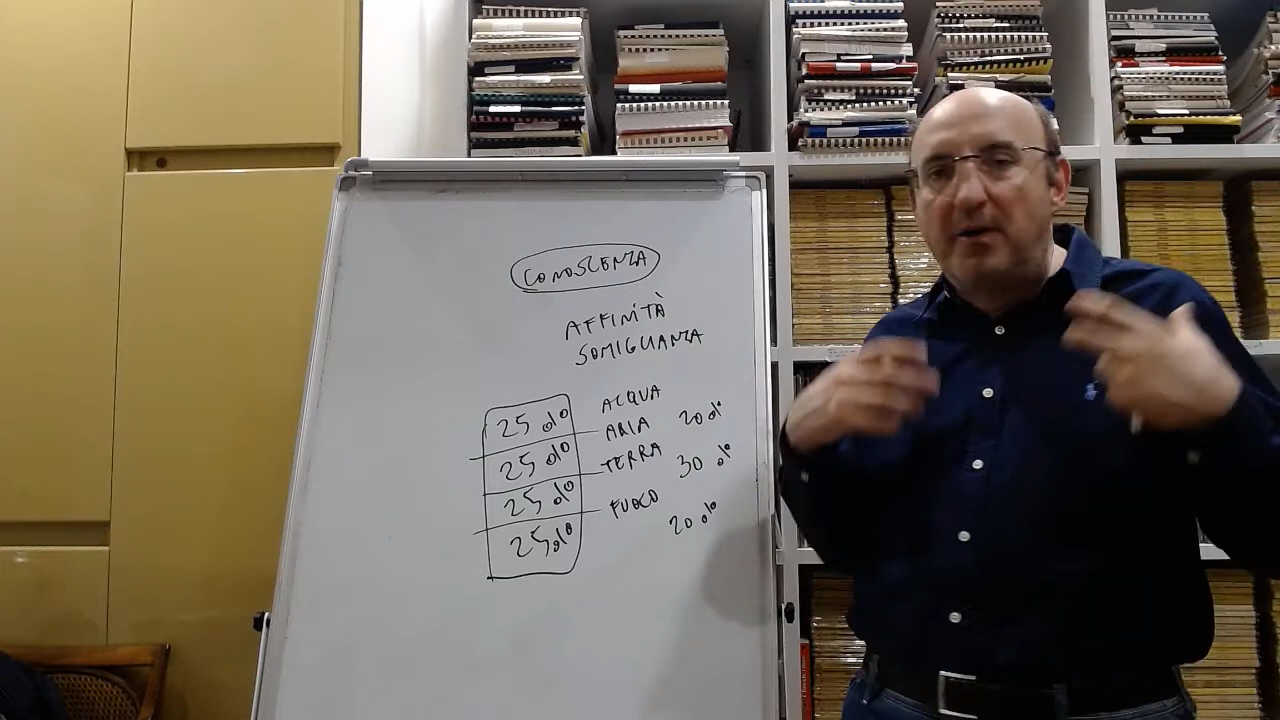 CONOSCENZA
AFFINITÀ
SOMIGLIANZA
25 % ACQUA
25 % ARIA 20 %
25 % TERRA 30 %
25 % FUOCO 20 %